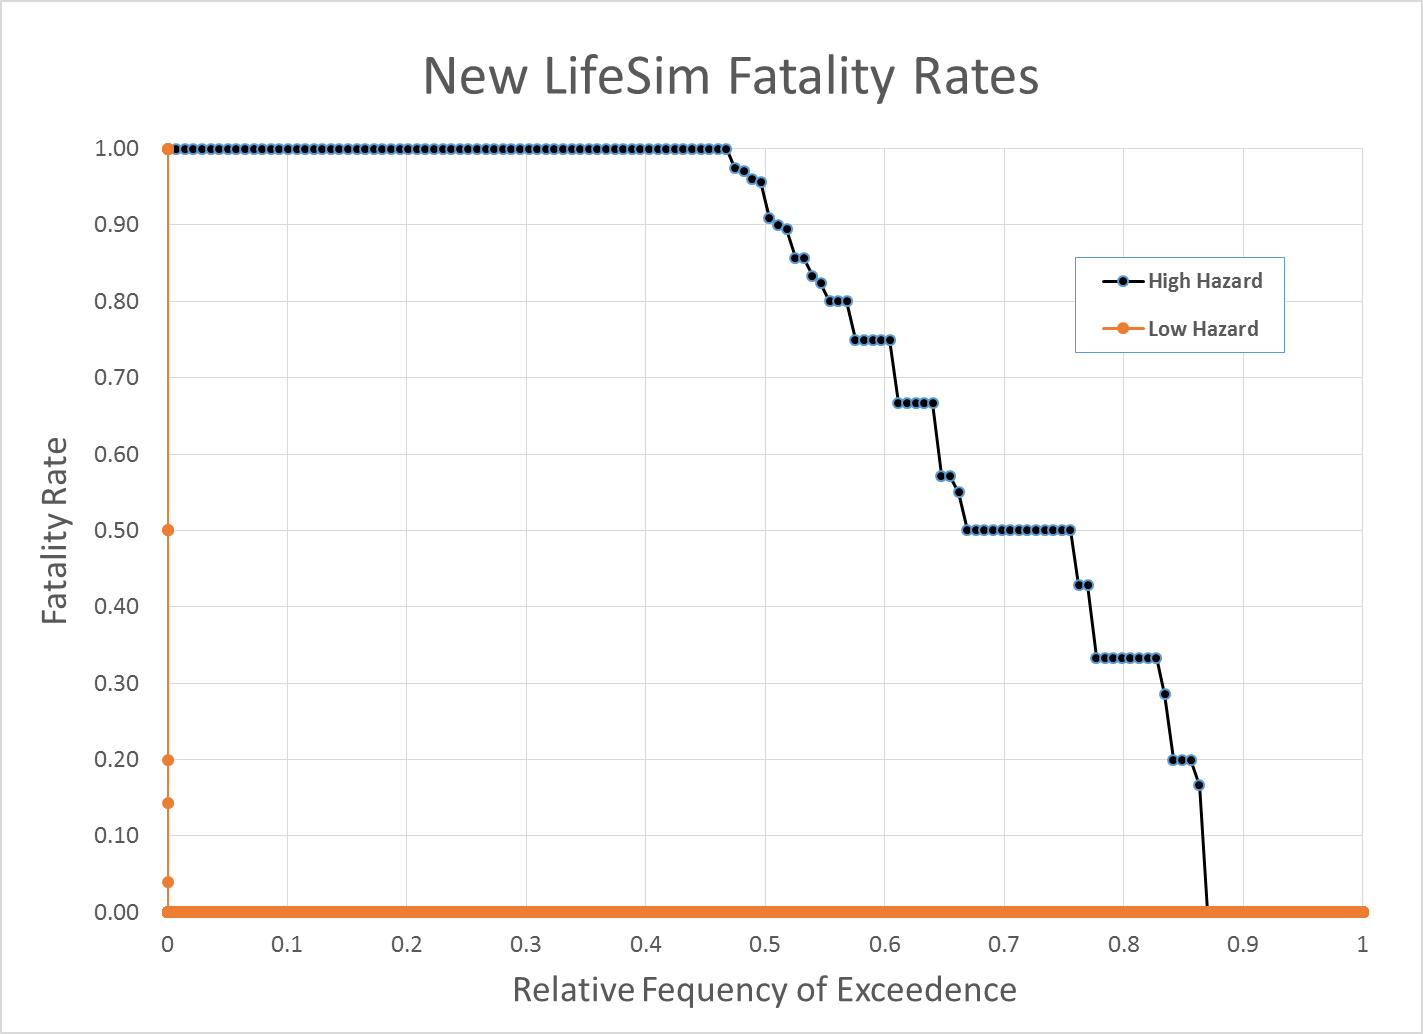 New LifeSim Fatality Rates
1.00
0.90
0.80
0.70
0.60
0.50
0.40
0.30
0.20
0.10
0.00
Fatality Rate
High Hazard
Low Hazard
0 0.1 0.2 0.3 0.4 0.5 0.6 0.7 0.8 0.9 1
Relative Fequency of Exceedence